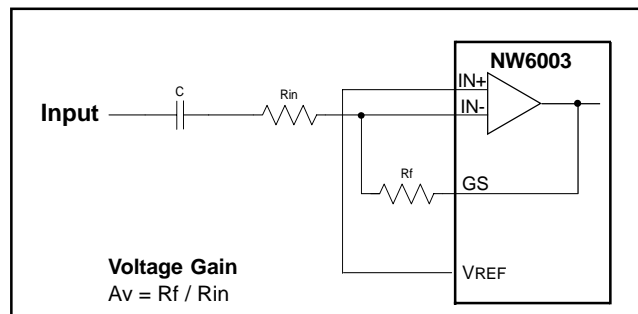 NW6003
C
Rin
IN+
Input
IN-
Rf
GS
Voltage Gain
Av = Rf / Rin
VREF